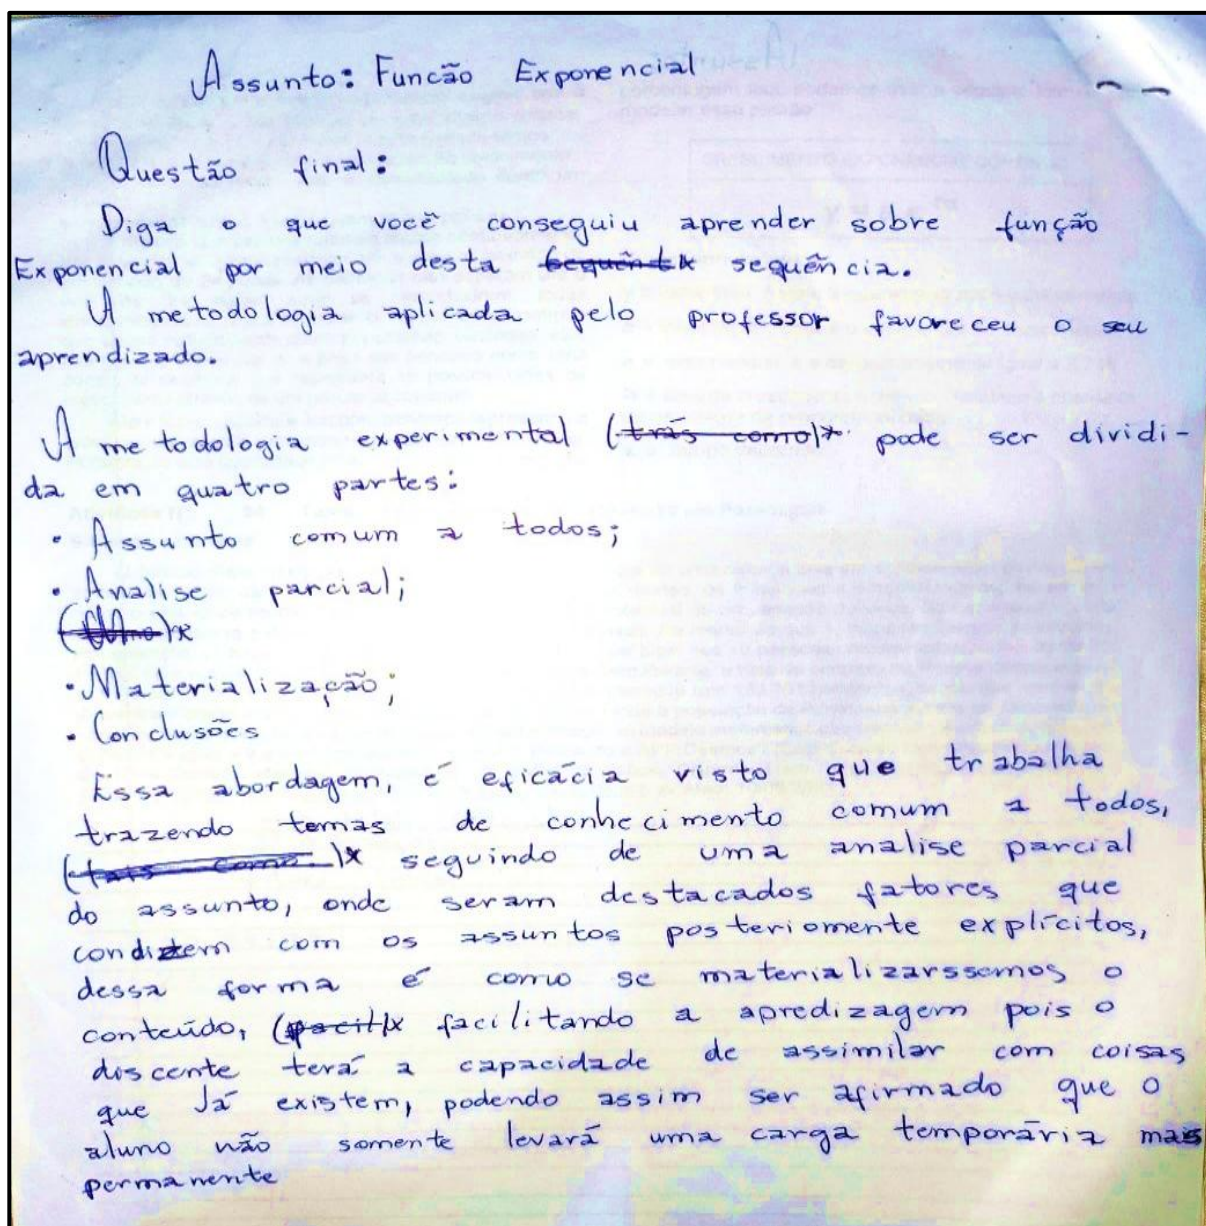 Assunto: Funcão Exponencial
Questão final:
Diga o que você conseguiu aprender sobre função
Exponencial por meio desta sequência.
A metodologia aplicada pelo professor favoreceu o seu
aprendizado.
A metodologia experimental (trás como)x pode ser dividi-
da em quatro partes:
• Assunto comum a todos;
• Analise parcial;
• Materialização;
• Conclusões
Essa abordagem, é eficácia visto que trabalha
trazendo temas de conhecimento comum a todos,
(tais como)x seguindo de uma analise parcial
do assunto, onde seram destacados fatores que
condizem com os assuntos posteriomente explícitos,
dessa forma é como se materializarssemos o
conteúdo, (facil)x facilitando a apredizagem pois o
discente terá a capacidade de assimilar com coisas
que Já existem, podendo assim ser afirmado que o
aluno não somente levará uma carga temporária mas
permanente